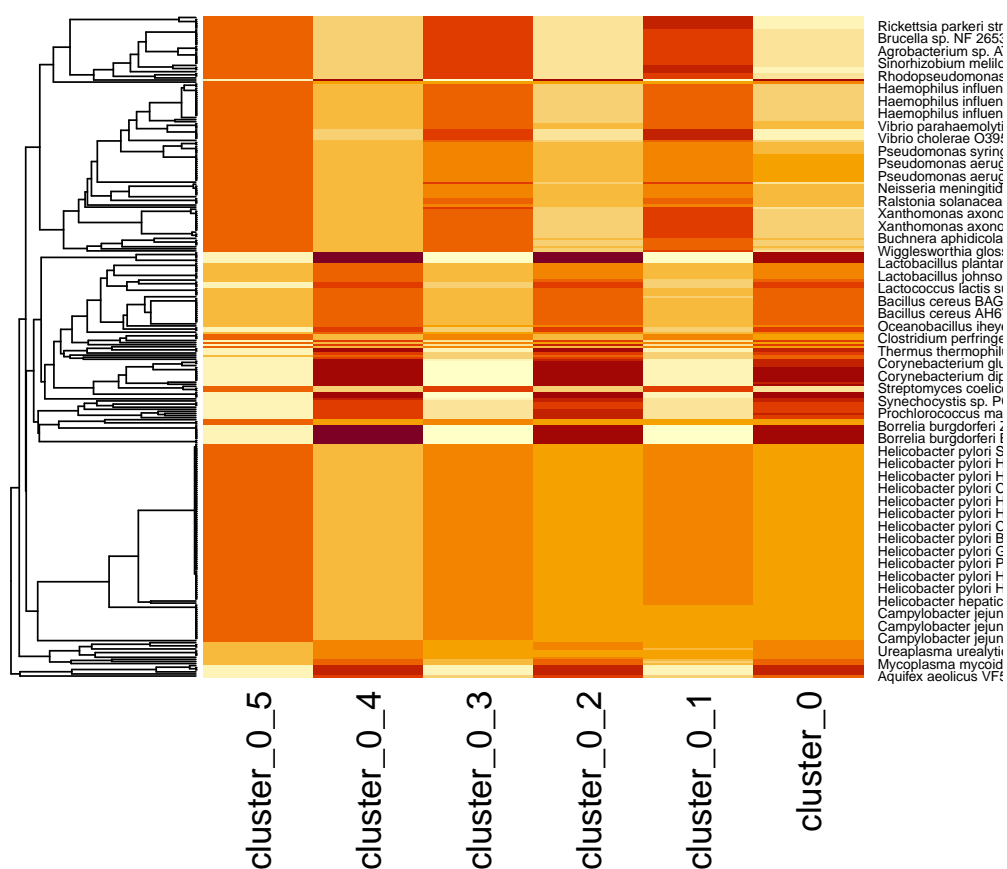 Rickettsia parkeri str
Brucella sp. NF 2653
Agrobacterium sp. AT
Sinorhizobium melilo
Rhodopseudomonas
Haemophilus influen
Haemophilus influen
Haemophilus influen
Vibrio parahaemolyti
Vibrio cholerae O395
Pseudomonas syring
Pseudomonas aerug
Pseudomonas aerug
Neisseria meningitid
Ralstonia solanacea
Xanthomonas axono
Xanthomonas axono
Buchnera aphidicola
Wigglesworthia gloss
Lactobacillus plantar
Lactobacillus johnso
Lactococcus lactis su
Bacillus cereus BAG
Bacillus cereus AH67
Oceanobacillus iheye
Clostridium perfringe
Thermus thermophilu
Corynebacterium glu
Corynebacterium dip
Streptomyces coelico
Synechocystis sp. PC
Prochlorococcus ma
Borrelia burgdorferi Z
Borrelia burgdorferi B
Helicobacter pylori S
Helicobacter pylori H
Helicobacter pylori H
Helicobacter pylori C
Helicobacter pylori H
Helicobacter pylori H
Helicobacter pylori C
Helicobacter pylori B
Helicobacter pylori G
Helicobacter pylori P
Helicobacter pylori H
Helicobacter pylori H
Helicobacter hepatic
Campylobacter jejun
Campylobacter jejun
Campylobacter jejun
Ureaplasma urealytic
Mycoplasma mycoid
Aquifex aeolicus VF5
cluster_0_5
cluster_0_4
cluster_0_3
cluster_0_2
cluster_0_1
cluster_0